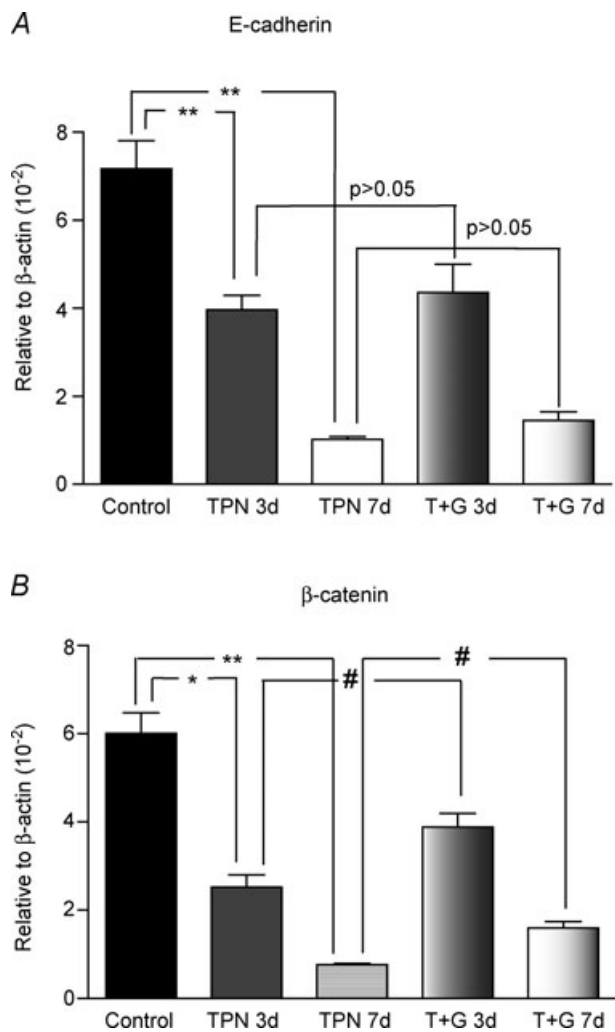 A
E-cadherin
Relative to β-actin (10⁻²)
8
6
4
2
0
**
**
p>0.05
p>0.05
Control TPN 3d TPN 7d T+G 3d T+G 7d
B
β-catenin
Relative to β-actin (10⁻²)
8
6
4
2
0
**
*
#
#
Control TPN 3d TPN 7d T+G 3d T+G 7d